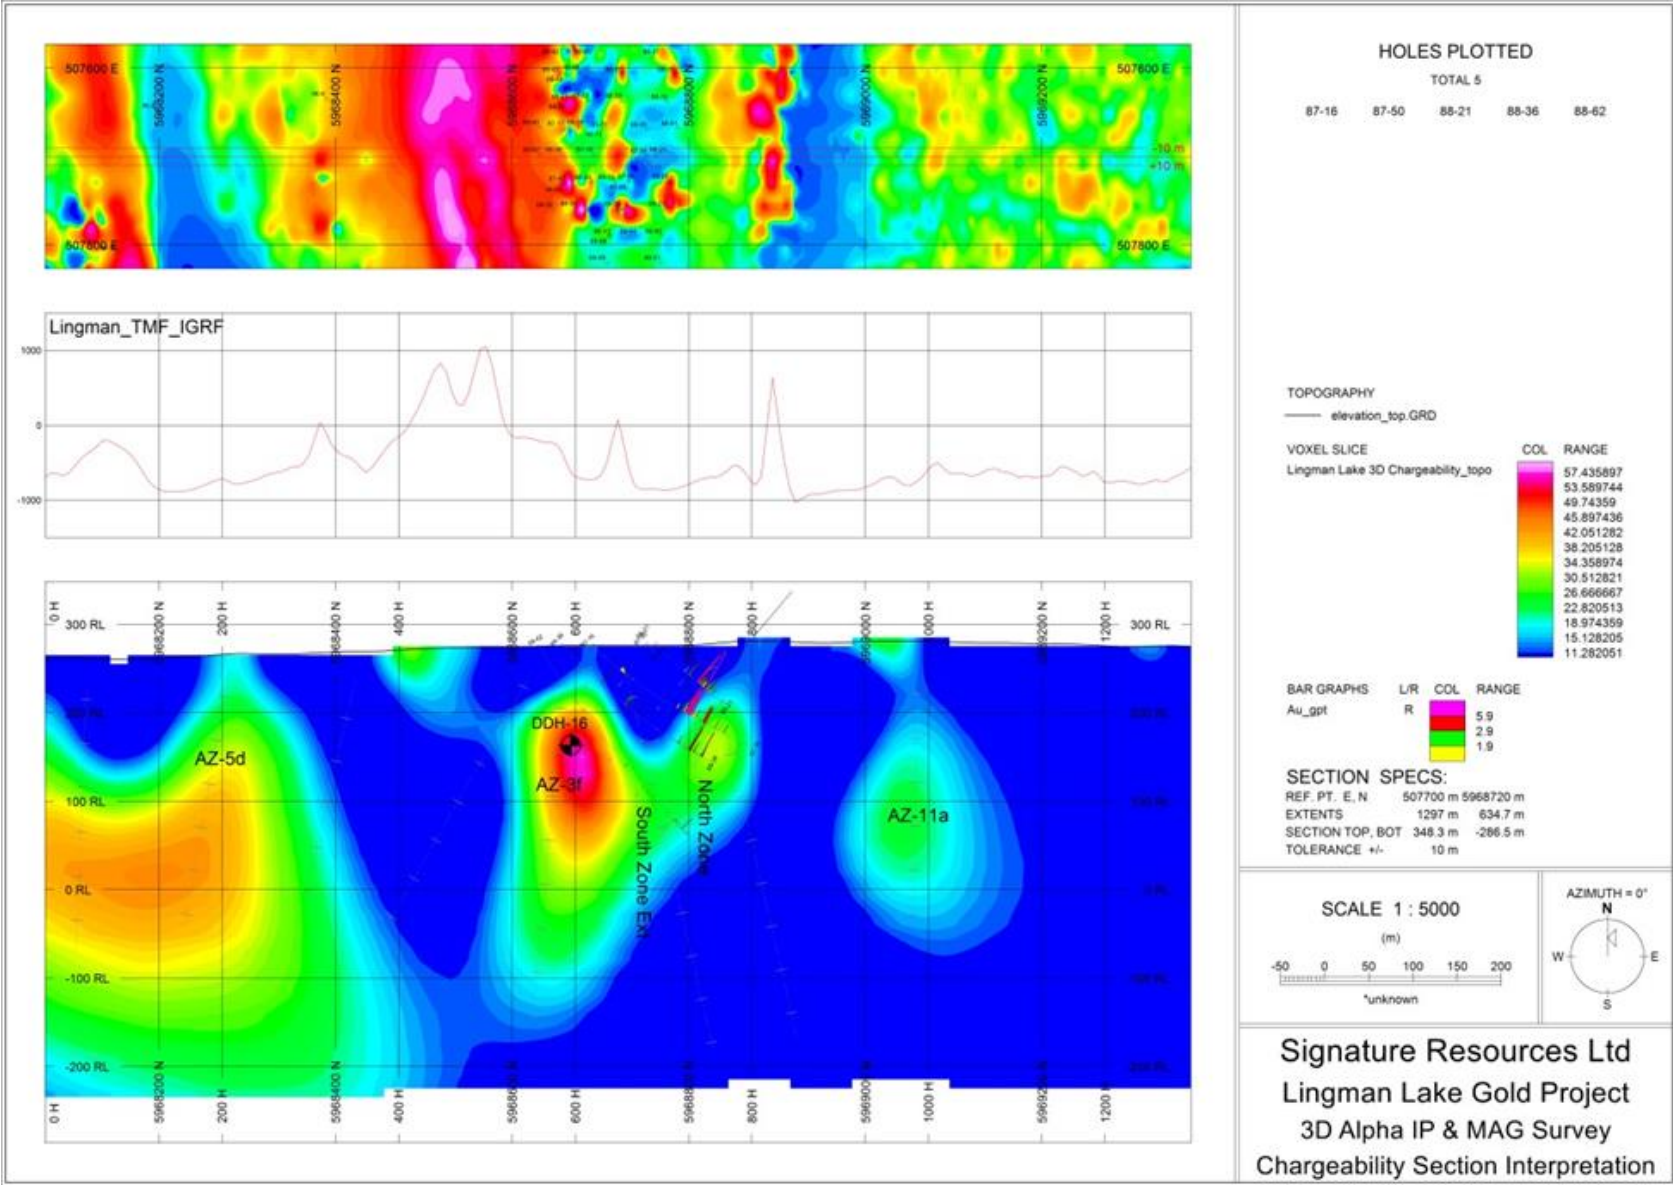 507600 E
5968200 N
5968400 N
5968600 N
5968800 N
5969000 N
5969200 N
507600 E
-10 m
+10 m
507800 E
507800 E
Lingman_TMF_IGRF
1000
0
-1000
0 H
5968200 N
200 H
5968400 N
400 H
5968600 N
600 H
5968800 N
800 H
5969000 N
5969200 N
1200 H
300 RL
300 RL
DDH-16
AZ-5d
AZ-3f
100 RL
AZ-11a
South Zone Ext
North Zone
0 RL
-100 RL
-200 RL
0 H
5968200 N
200 H
5968400 N
400 H
5968600 N
600 H
800 H
5969000 N
1000 H
1200 H
HOLES PLOTTED
TOTAL 5
87-16 87-50 88-21 88-36 88-62
TOPOGRAPHY
elevation_top.GRD
VOXEL SLICE COL RANGE
Lingman Lake 3D Chargeability_topo
57.435897
53.589744
49.74359
45.897436
42.051282
38.205128
34.358974
30.512821
26.666667
22.820513
18.974359
15.128205
11.282051
BAR GRAPHS L/R COL RANGE
Au_gpt R
5.9
2.9
1.9
SECTION SPECS:
REF. PT. E, N 507700 m 5968720 m
EXTENTS 1297 m 634.7 m
SECTION TOP, BOT 348.3 m -286.5 m
TOLERANCE +/- 10 m
SCALE 1 : 5000
(m)
-50 0 50 100 150 200
*unknown
AZIMUTH = 0°
N
W E
S
Signature Resources Ltd
Lingman Lake Gold Project
3D Alpha IP & MAG Survey
Chargeability Section Interpretation